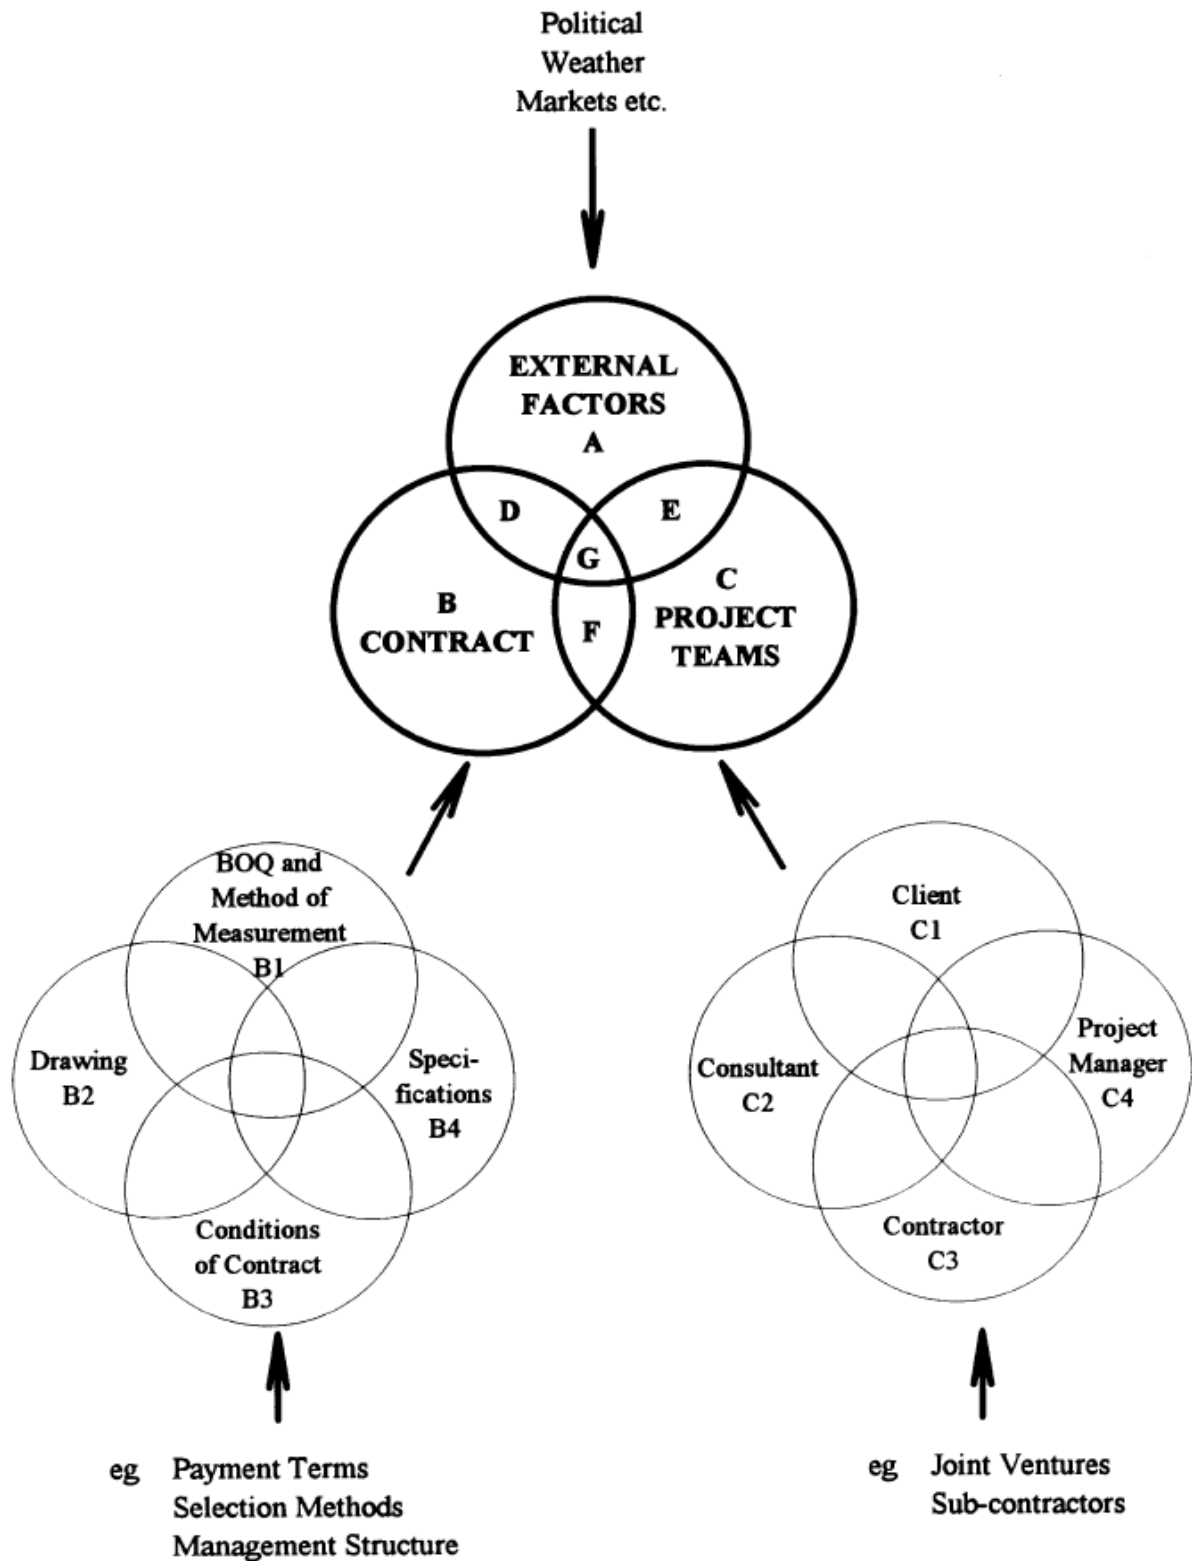 Political
Weather
Markets etc.
EXTERNAL
FACTORS
A
D
E
G
B
CONTRACT
F
C
PROJECT
TEAMS
BOQ and
Method of
Measurement
B1
Drawing
B2
Speci-
fications
B4
Conditions
of Contract
B3
Client
C1
Consultant
C2
Project
Manager
C4
Contractor
C3
eg Payment Terms
Selection Methods
Management Structure
eg Joint Ventures
Sub-contractors